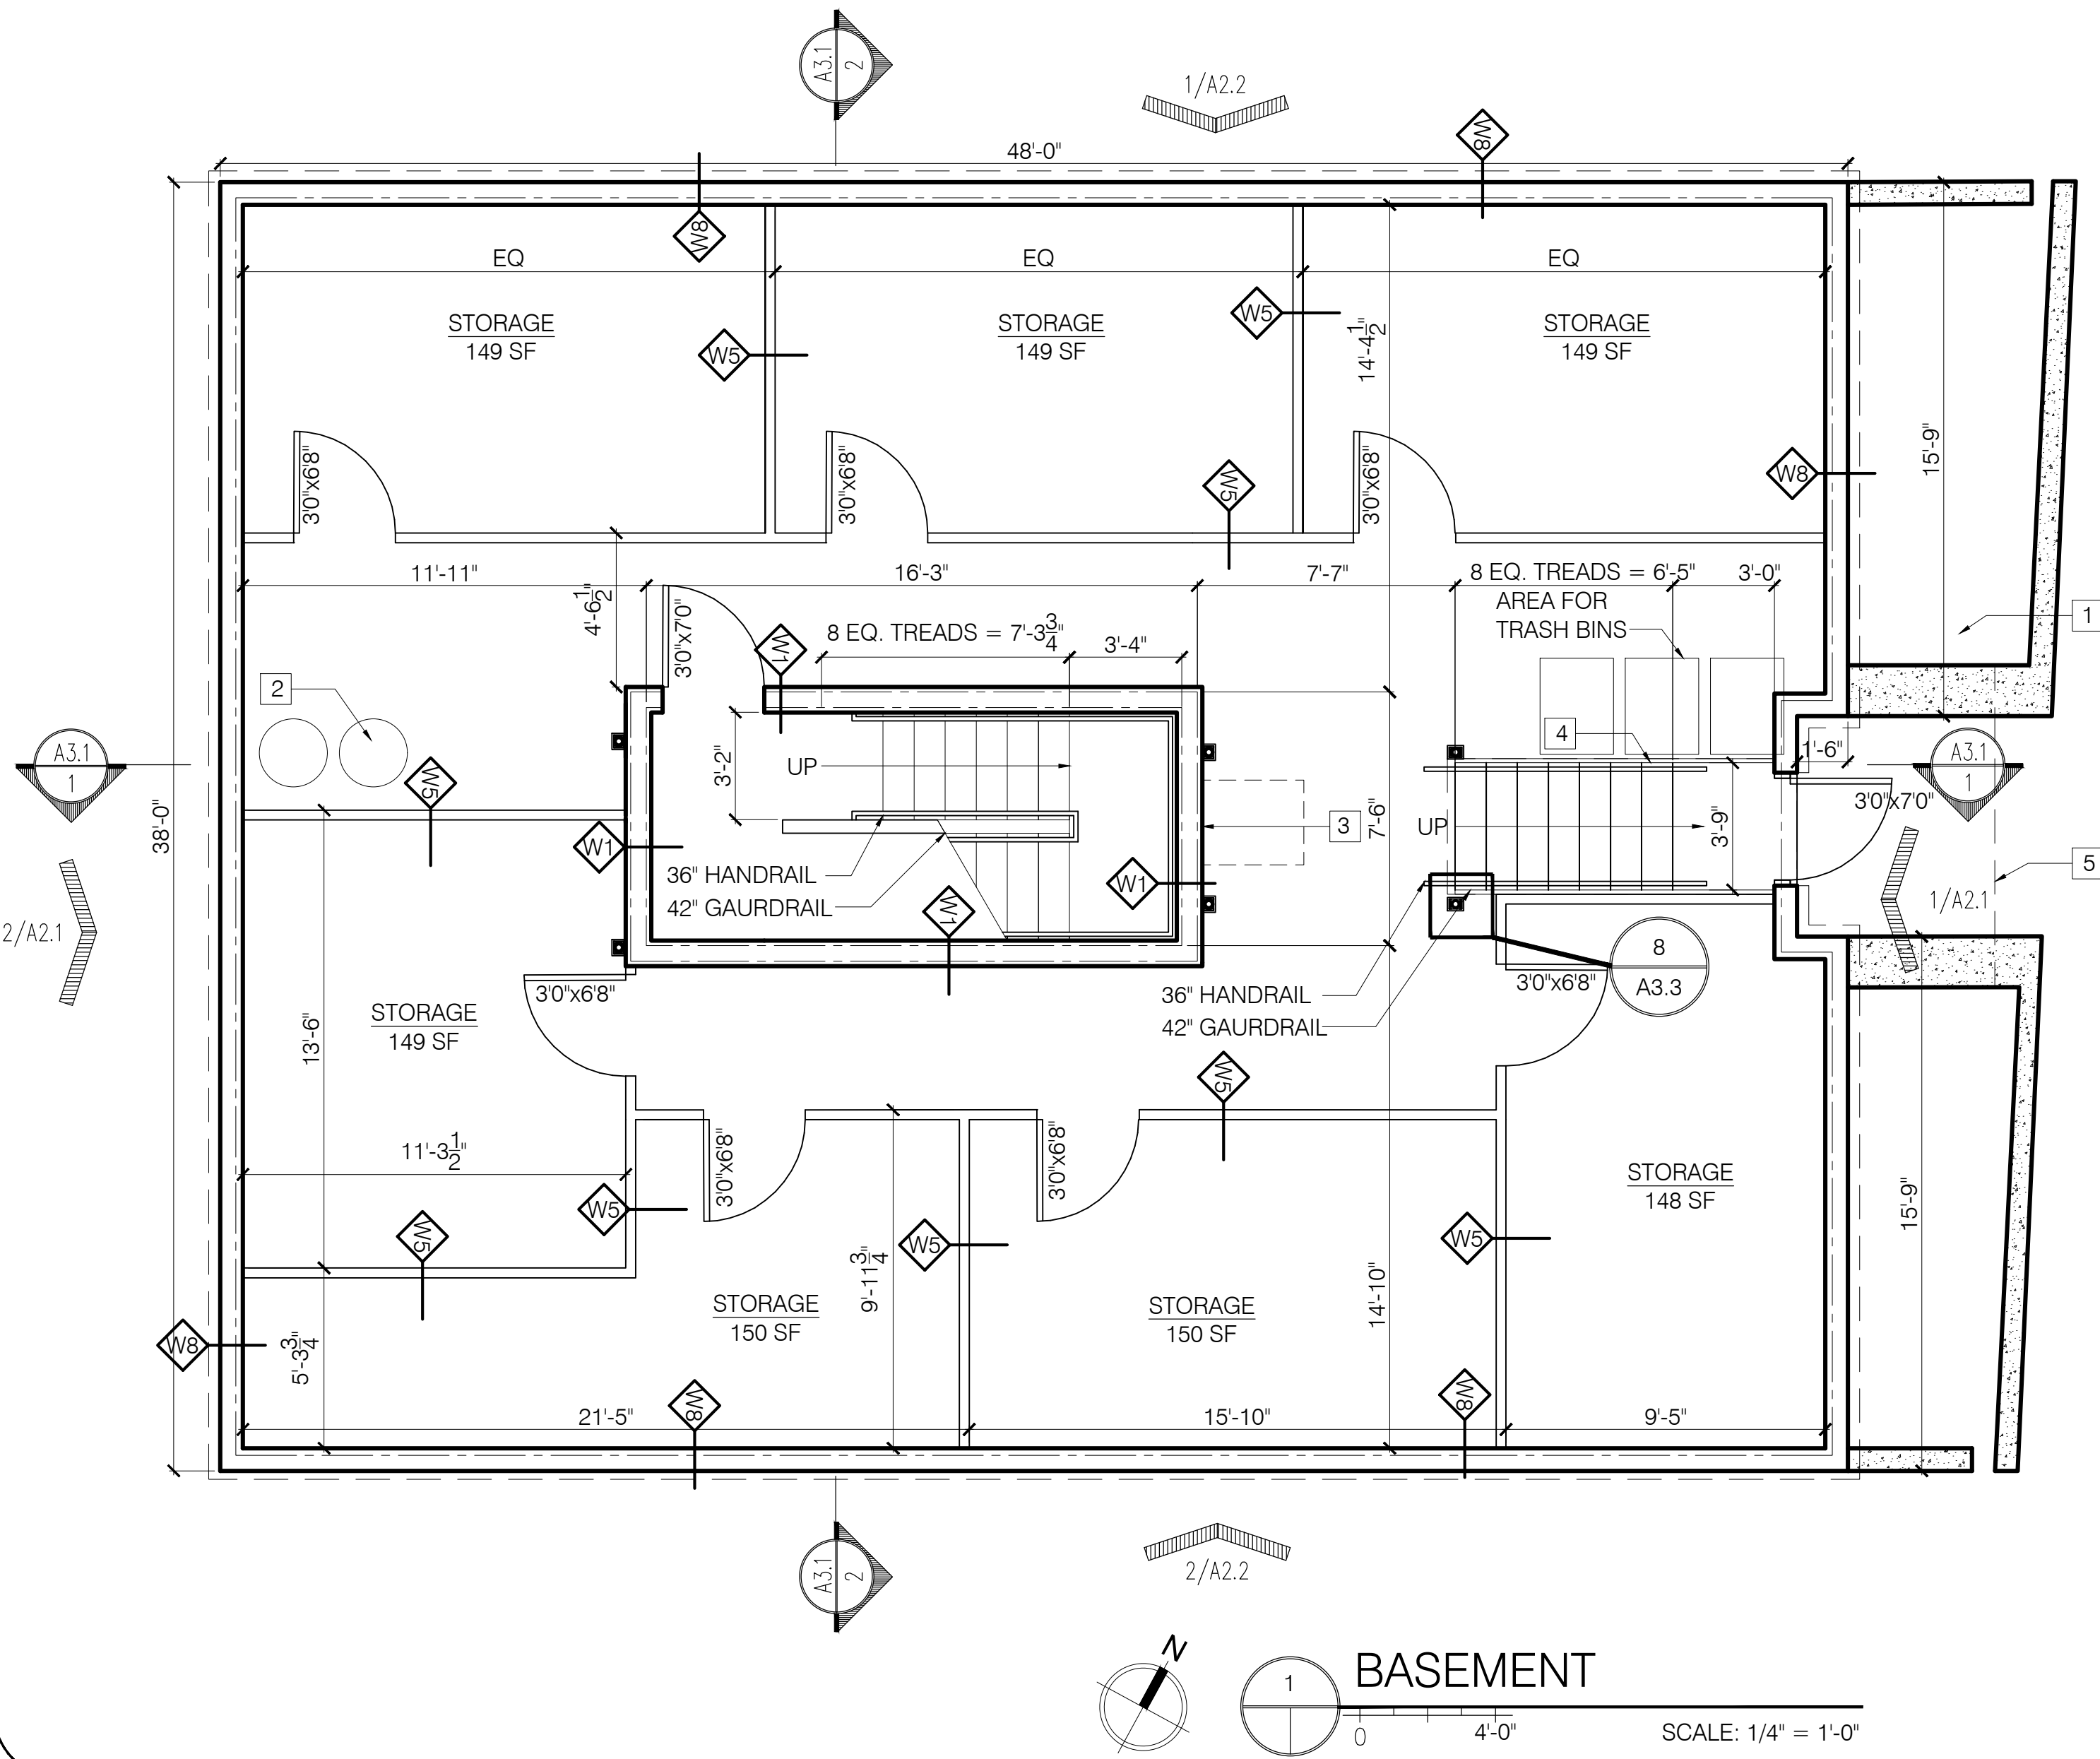 A3.1
2
1/A2.2
48'-0"
W8
W8
EQ
EQ
EQ
STORAGE
149 SF
STORAGE
149 SF
STORAGE
149 SF
W5
W5
14'-4 1/2"
15'-9"
3'0"x6'8"
3'0"x6'8"
3'0"x6'8"
W5
W8
11'-11"
16'-3"
7'-7"
8 EQ. TREADS = 6'-5"
3'-0"
4'-6 1/2"
3'0"x7'0"
AREA FOR
TRASH BINS
1
8 EQ. TREADS = 7'-3 3/4"
3'-4"
W1
2
4
1'-6"
A3.1
1
A3.1
1
3'-2"
UP
W5
3'0"x7'0"
38'-0"
W1
3
7'-6"
UP
3'-9"
5
36" HANDRAIL
42" GAURDRAIL
W1
W1
2/A2.1
1/A2.1
8
A3.3
3'0"x6'8"
3'0"x6'8"
36" HANDRAIL
42" GAURDRAIL
STORAGE
149 SF
13'-6"
W5
11'-3 1/2"
3'0"x6'8"
3'0"x6'8"
STORAGE
148 SF
W5
W5
W5
W5
15'-9"
9'-11 3/4"
14'-10"
STORAGE
150 SF
STORAGE
150 SF
W8
5'-3 3/4"
W8
W8
21'-5"
15'-10"
9'-5"
A3.1
2
2/A2.2
N
1
BASEMENT
0
4'-0"
SCALE: 1/4" = 1'-0"